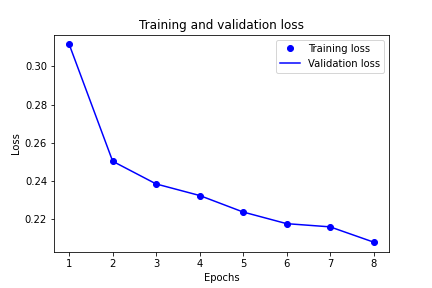 Training and validation loss
Training loss
Validation loss
0.30
0.28
0.26
0.24
0.22
Loss
1 2 3 4 5 6 7 8
Epochs